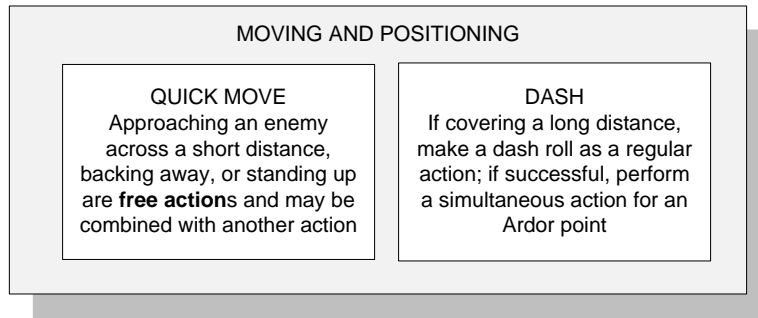 MOVING AND POSITIONING
QUICK MOVE
Approaching an enemy
across a short distance,
backing away, or standing up
are free actions and may be
combined with another action
DASH
If covering a long distance,
make a dash roll as a regular
action; if successful, perform
a simultaneous action for an
Ardor point